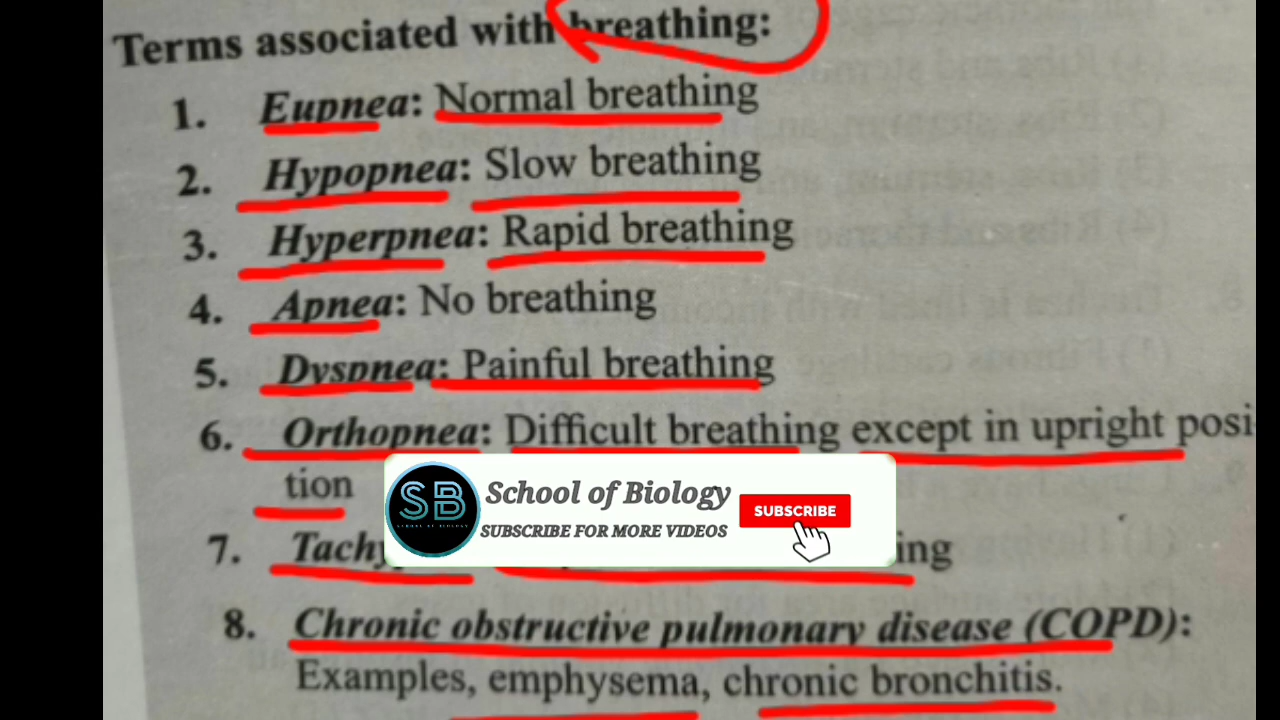 Terms associated with breathing:
1. Eupnea: Normal breathing
2. Hypopnea: Slow breathing
3. Hyperpnea: Rapid breathing
4. Apnea: No breathing
5. Dyspnea: Painful breathing
6. Orthopnea: Difficult breathing except in upright posi-
tion
SB
School of Biology
SUBSCRIBE FOR MORE VIDEOS
SUBSCRIBE
7.
8. Chronic obstructive pulmonary disease (COPD):
Examples, emphysema, chronic bronchitis.